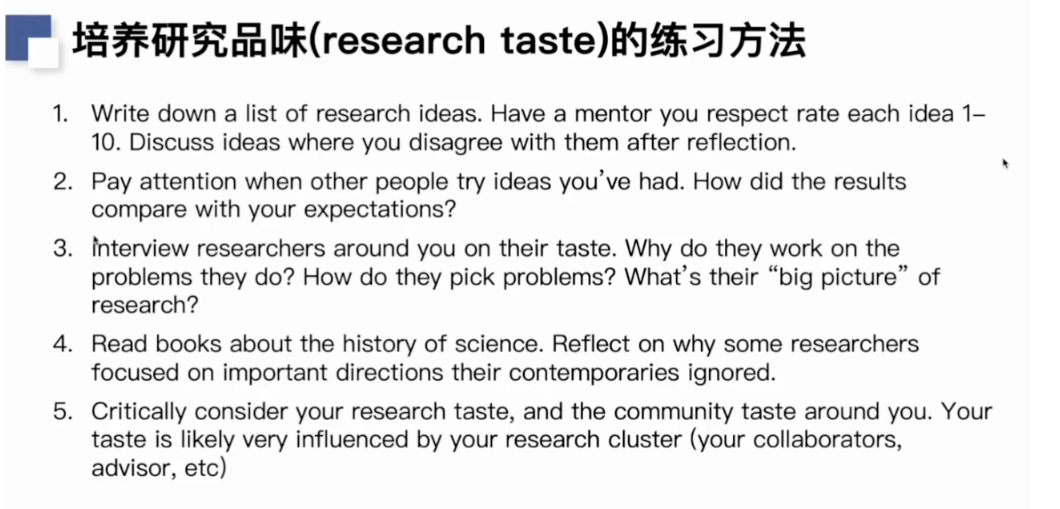 培养研究品味(research taste)的练习方法
1. Write down a list of research ideas. Have a mentor you respect rate each idea 1–
10. Discuss ideas where you disagree with them after reflection.
2. Pay attention when other people try ideas you've had. How did the results
compare with your expectations?
3. Interview researchers around you on their taste. Why do they work on the
problems they do? How do they pick problems? What's their “big picture” of
research?
4. Read books about the history of science. Reflect on why some researchers
focused on important directions their contemporaries ignored.
5. Critically consider your research taste, and the community taste around you. Your
taste is likely very influenced by your research cluster (your collaborators,
advisor, etc)